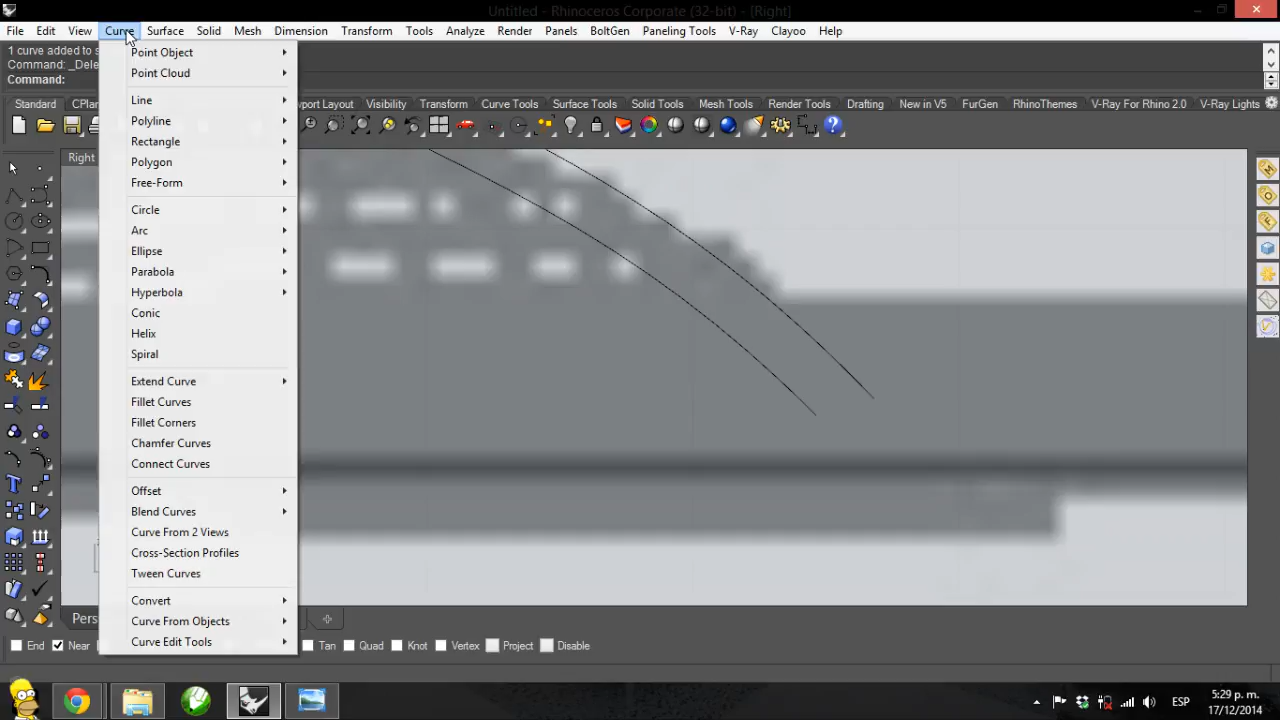 Untitled - Rhinoceros Corporate (32-bit) - [Right]
File Edit View Curve Surface Solid Mesh Dimension Transform Tools Analyze Render Panels BoltGen Paneling Tools V-Ray Clayoo Help
1 curve added to s
Command: _Dele
Command:
Standard CPlan port Layout Visibility Transform Curve Tools Surface Tools Solid Tools Mesh Tools Render Tools Drafting New in V5 FurGen RhinoThemes V-Ray For Rhino 2.0 V-Ray Lights
Right
Point Object
Point Cloud
Line
Polyline
Rectangle
Polygon
Free-Form
Circle
Arc
Ellipse
Parabola
Hyperbola
Conic
Helix
Spiral
Extend Curve
Fillet Curves
Fillet Corners
Chamfer Curves
Connect Curves
Offset
Blend Curves
Curve From 2 Views
Cross-Section Profiles
Tween Curves
Convert
Curve From Objects
Curve Edit Tools
Pers
End Near Tan Quad Knot Vertex Project Disable
ESP
5:29 p. m.
17/12/2014